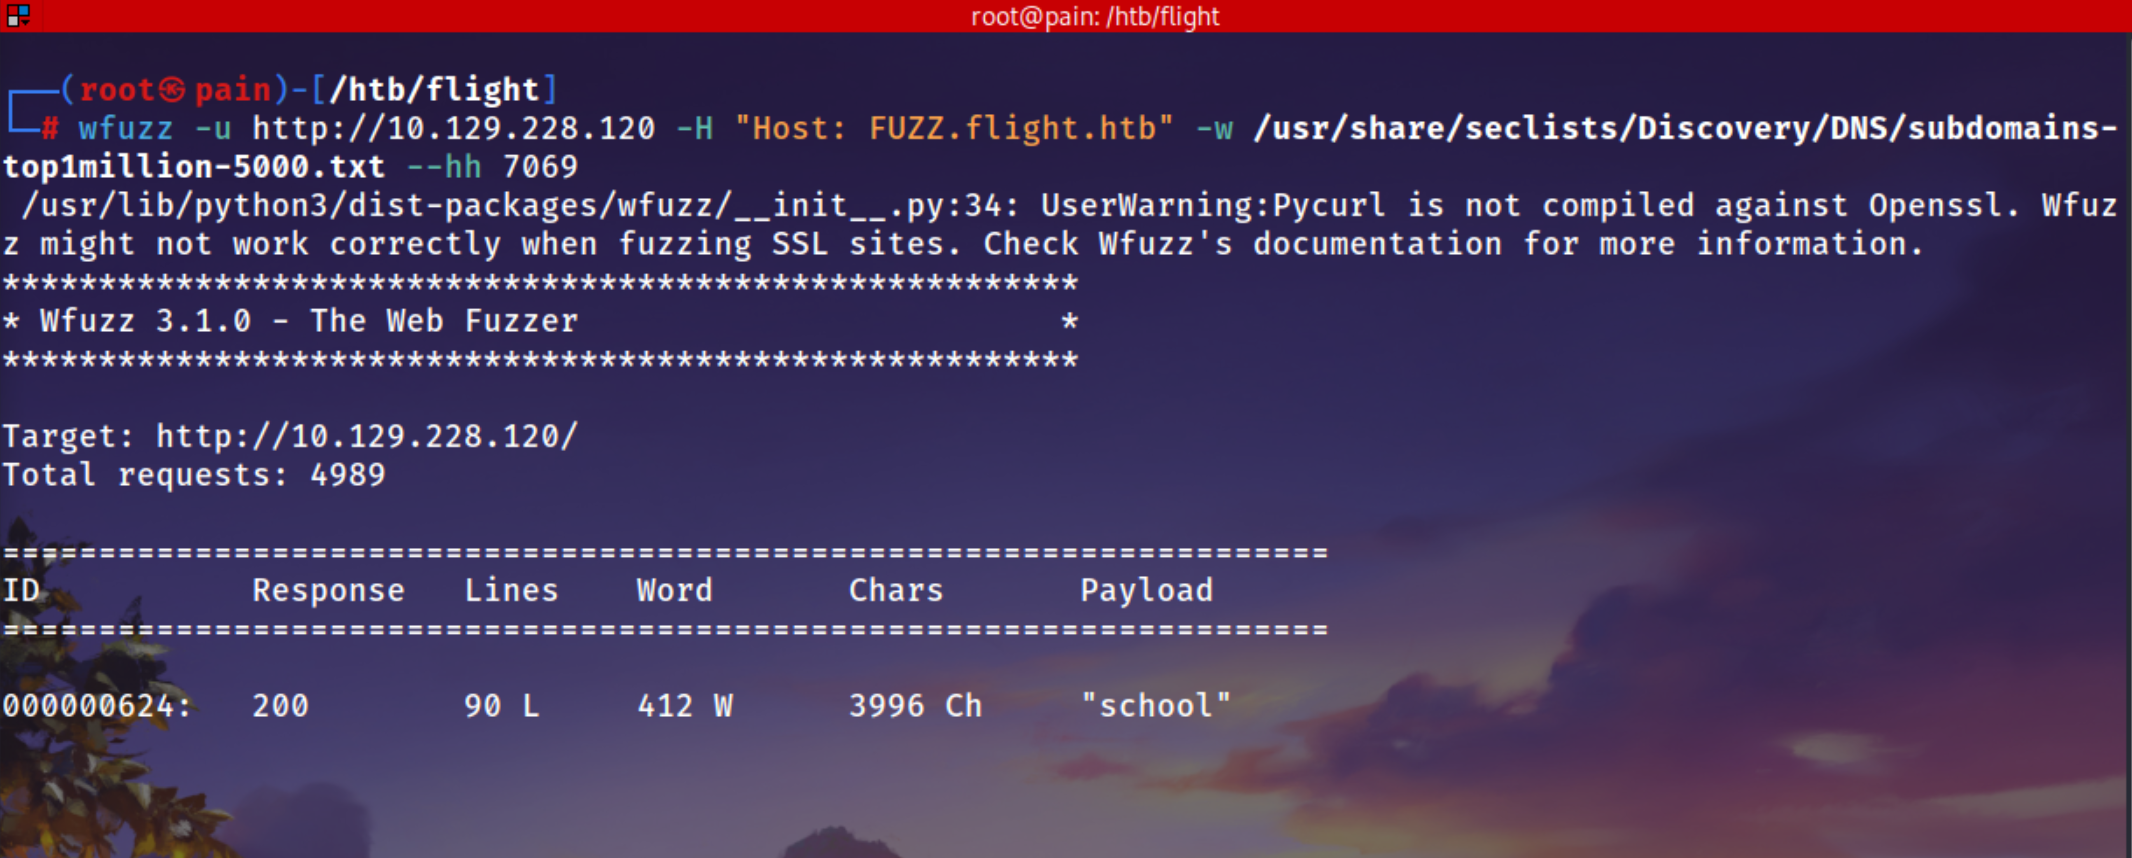 root@pain: /htb/flight
┌──(root㉿pain)-[/htb/flight]
└─# wfuzz -u http://10.129.228.120 -H "Host: FUZZ.flight.htb" -w /usr/share/seclists/Discovery/DNS/subdomains-
top1million-5000.txt --hh 7069
 /usr/lib/python3/dist-packages/wfuzz/__init__.py:34: UserWarning:Pycurl is not compiled against Openssl. Wfuz
z might not work correctly when fuzzing SSL sites. Check Wfuzz's documentation for more information.
********************************************************
* Wfuzz 3.1.0 - The Web Fuzzer                         *
********************************************************
Target: http://10.129.228.120/
Total requests: 4989
=====================================================================
ID           Response   Lines    Word       Chars       Payload
=====================================================================
000000624:   200        90 L     412 W      3996 Ch     "school"